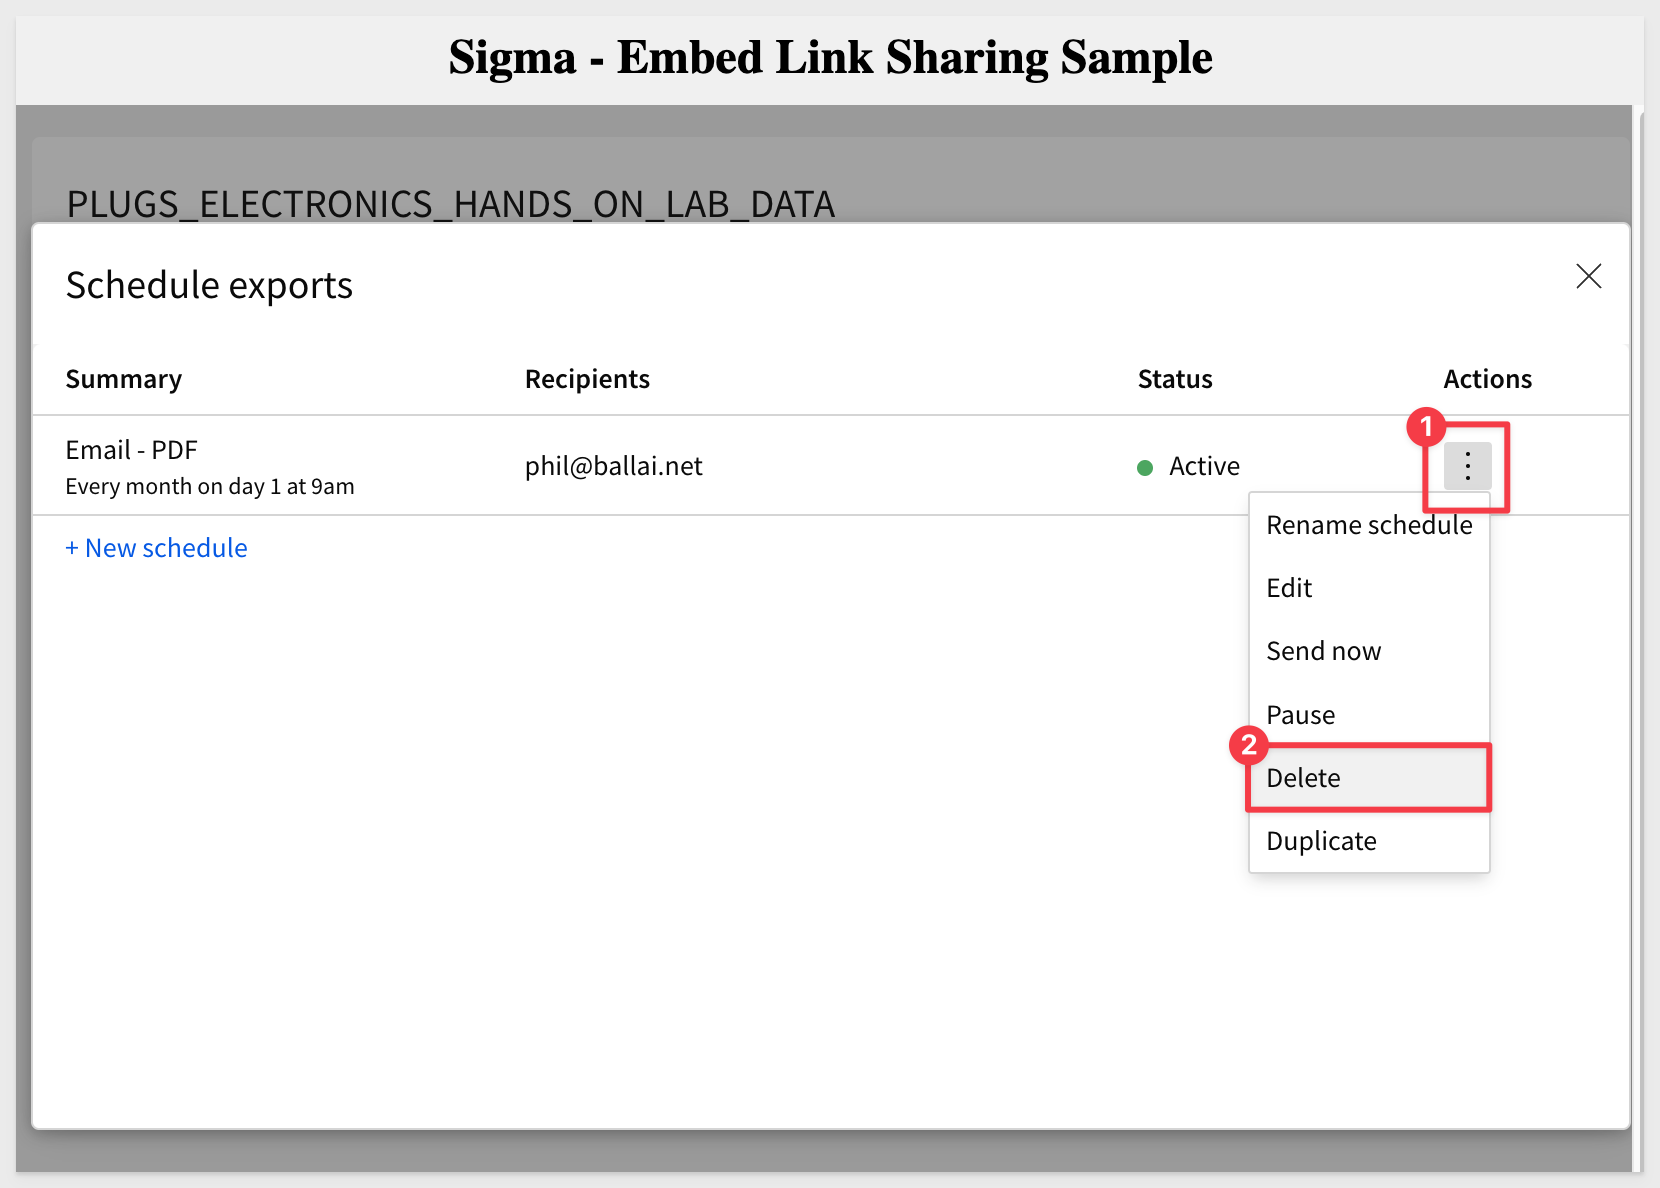 Sigma - Embed Link Sharing Sample
PLUGS_ELECTRONICS_HANDS_ON_LAB_DATA
Schedule exports
Summary Recipients Status Actions
1
Email - PDF
Every month on day 1 at 9am
phil@ballai.net
Active
+ New schedule
Rename schedule
Edit
Send now
Pause
2
Delete
Duplicate